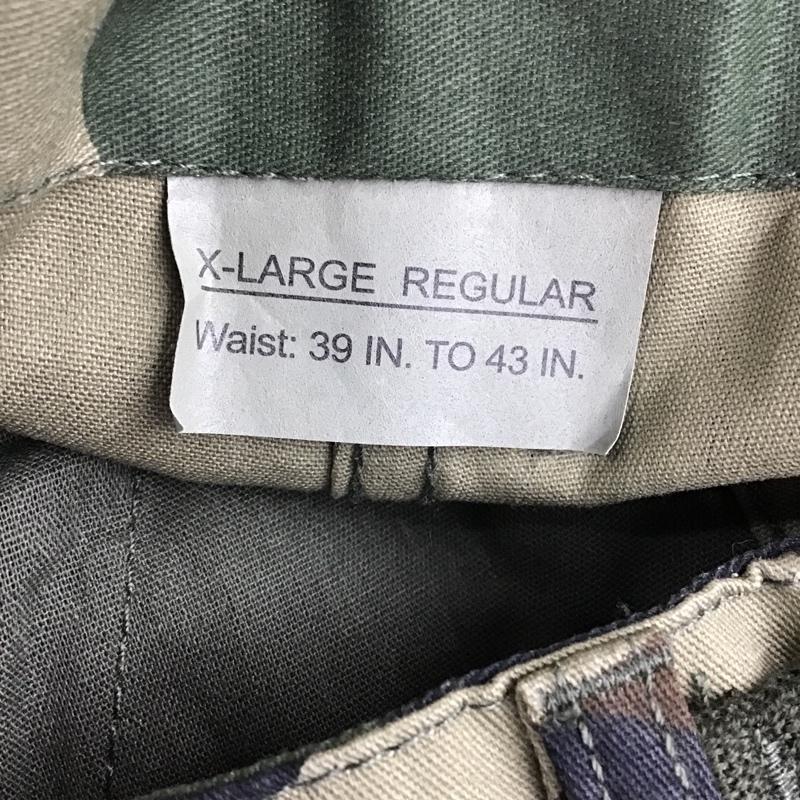 X-LARGE REGULAR
Waist: 39 IN. TO 43 IN.